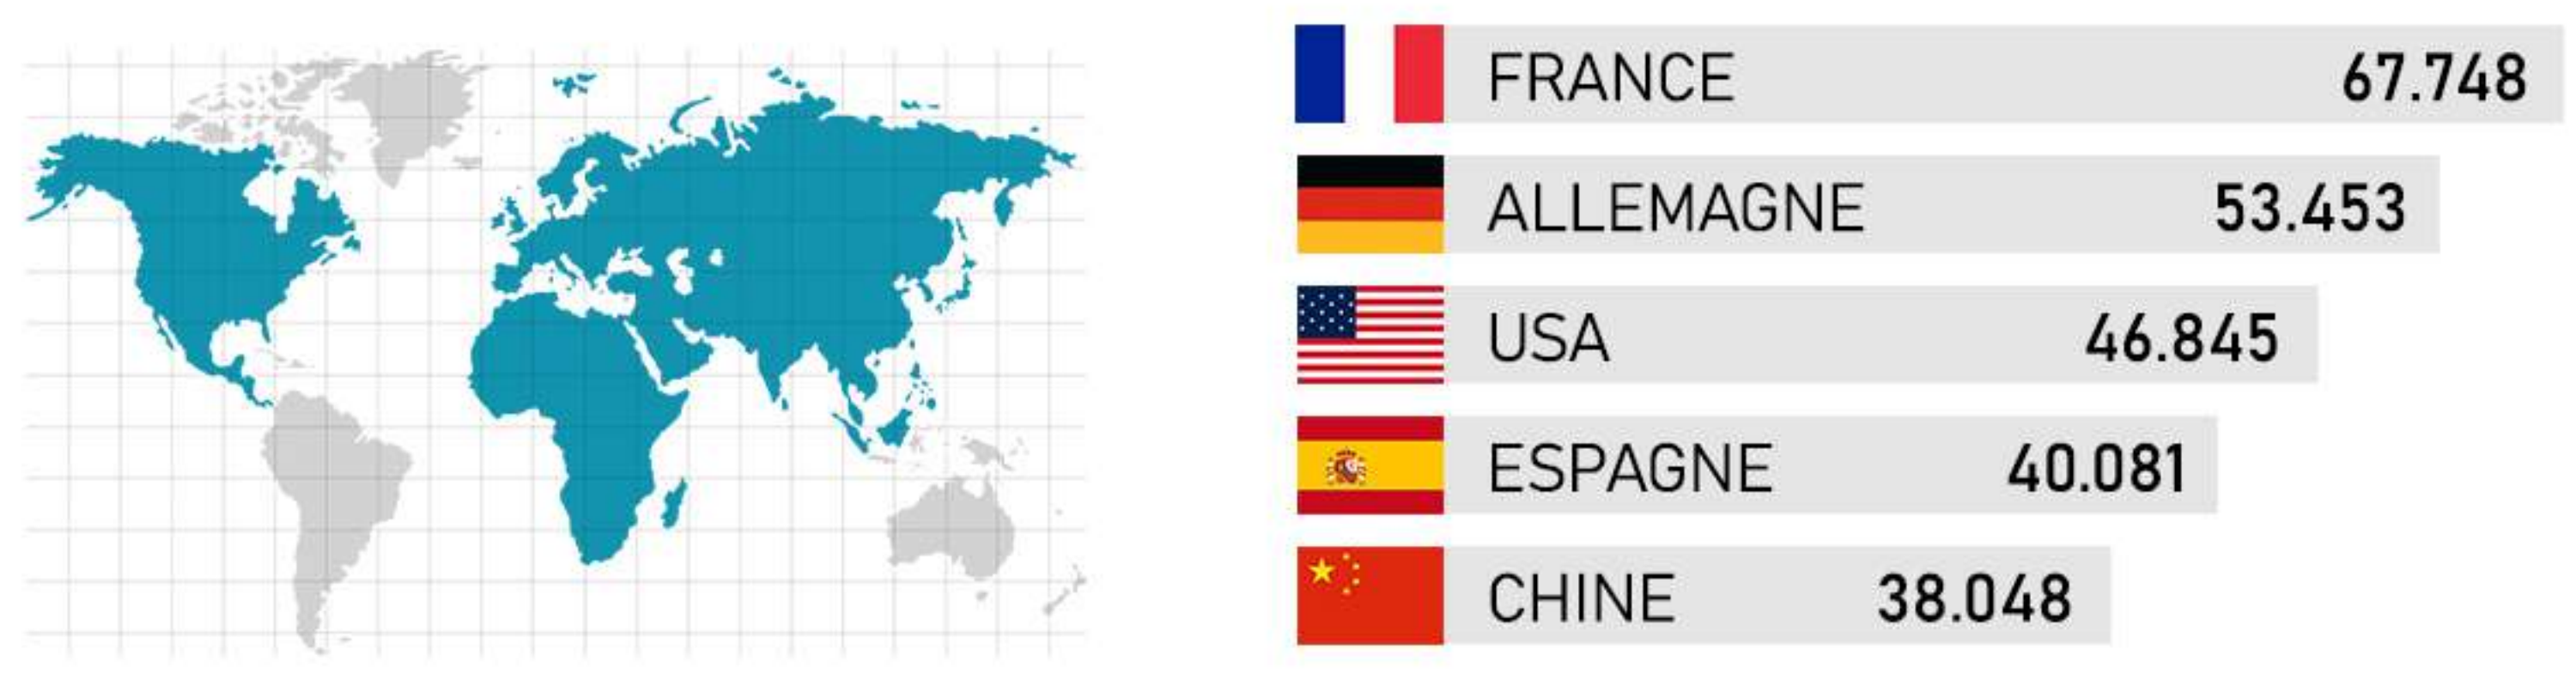 FRANCE 67.748
ALLEMAGNE 53.453
USA 46.845
ESPAGNE 40.081
CHINE 38.048